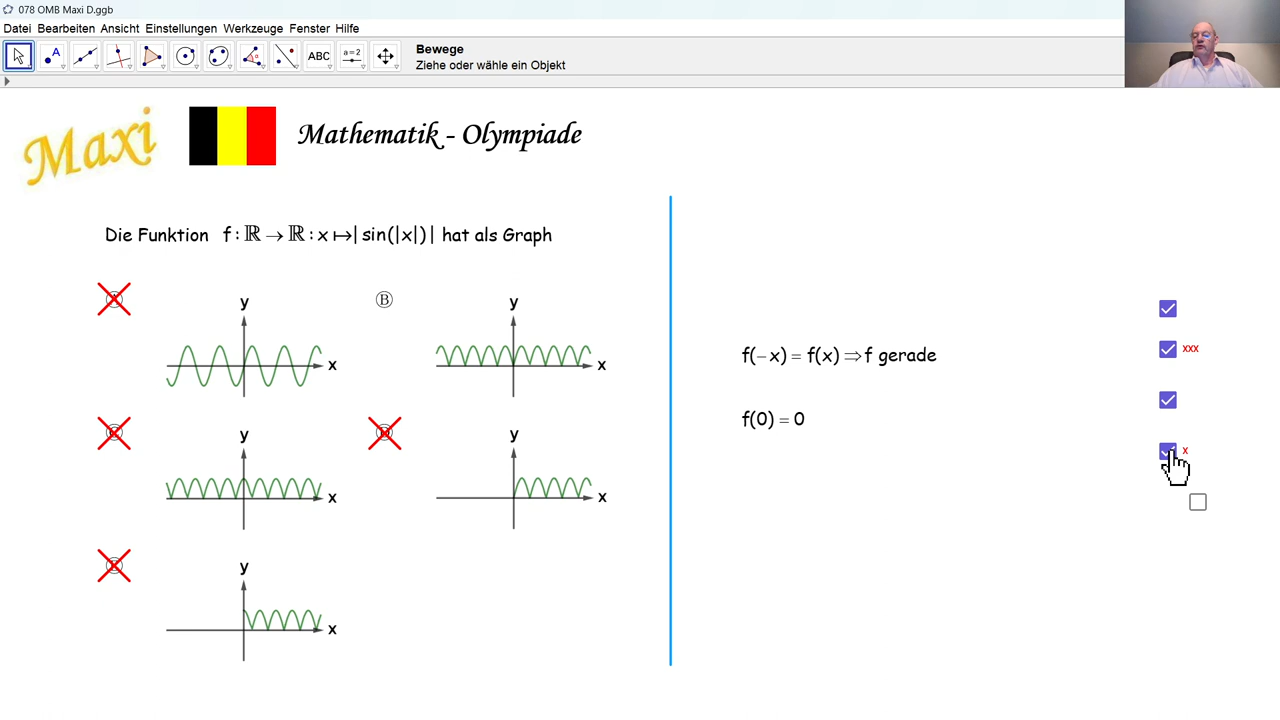 078 OMB Maxi D.ggb
Datei Bearbeiten Ansicht Einstellungen Werkzeuge Fenster Hilfe
A ABC a=2
Bewege
Ziehe oder wähle ein Objekt
Maxi
Mathematik - Olympiade
Die Funktion f : ℝ → ℝ : x ↦ | sin(|x|) | hat als Graph
B
y
x
y
x
y
x
y
x
y
x
f(−x) = f(x) ⇒ f gerade
f(0) = 0
xxx
x